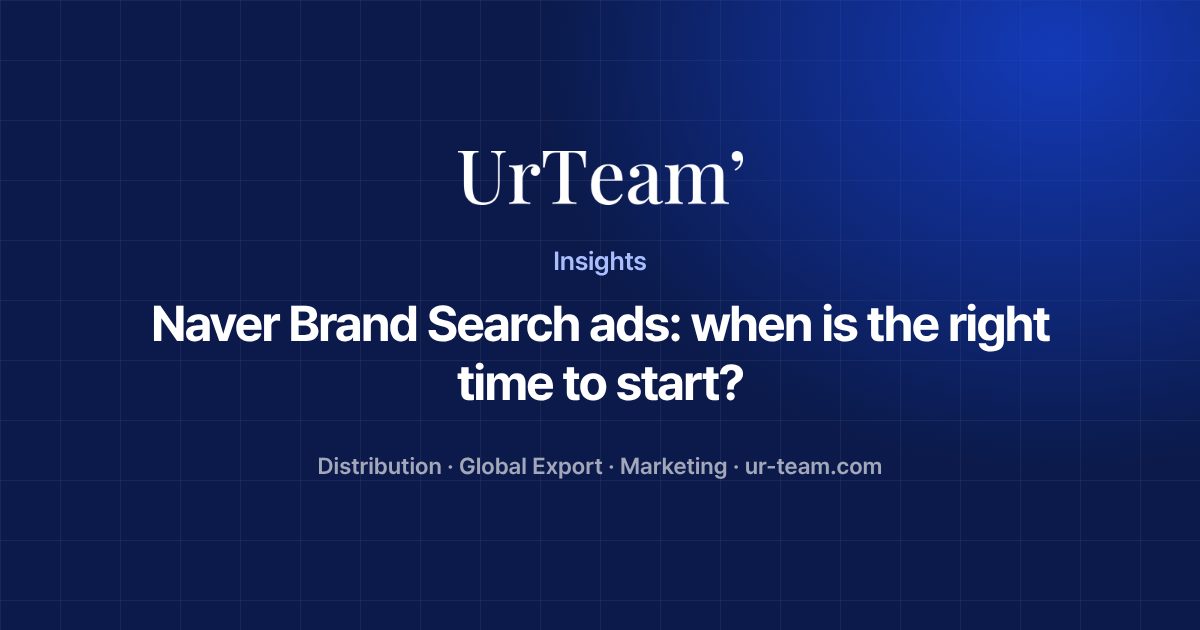 UrTeam’
Insights
Naver Brand Search ads: when is the right
time to start?
Distribution · Global Export · Marketing · ur-team.com